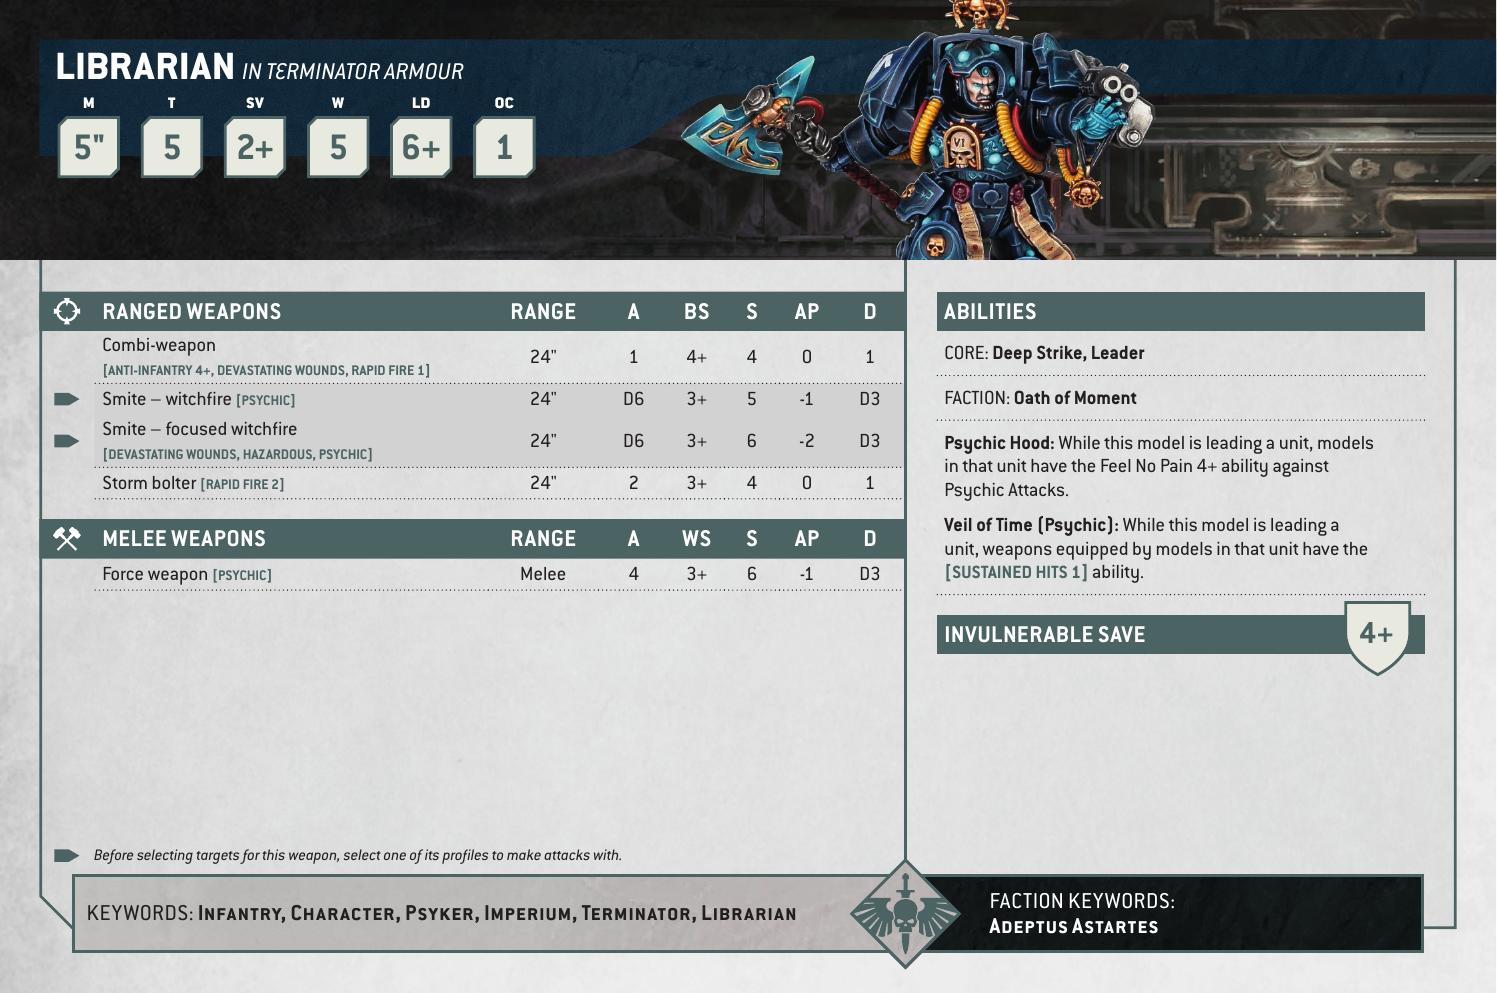 LIBRARIAN IN TERMINATOR ARMOUR
M T SV W LD OC
5" 5 2+ 5 6+ 1
VI
RANGED WEAPONS RANGE A BS S AP D
Combi-weapon
[ANTI-INFANTRY 4+, DEVASTATING WOUNDS, RAPID FIRE 1] 24" 1 4+ 4 0 1
Smite – witchfire [PSYCHIC] 24" D6 3+ 5 -1 D3
Smite – focused witchfire
[DEVASTATING WOUNDS, HAZARDOUS, PSYCHIC] 24" D6 3+ 6 -2 D3
Storm bolter [RAPID FIRE 2] 24" 2 3+ 4 0 1
MELEE WEAPONS RANGE A WS S AP D
Force weapon [PSYCHIC] Melee 4 3+ 6 -1 D3
Before selecting targets for this weapon, select one of its profiles to make attacks with.
ABILITIES
CORE: Deep Strike, Leader
FACTION: Oath of Moment
Psychic Hood: While this model is leading a unit, models
in that unit have the Feel No Pain 4+ ability against
Psychic Attacks.
Veil of Time (Psychic): While this model is leading a
unit, weapons equipped by models in that unit have the
[SUSTAINED HITS 1] ability.
INVULNERABLE SAVE 4+
KEYWORDS: INFANTRY, CHARACTER, PSYKER, IMPERIUM, TERMINATOR, LIBRARIAN
FACTION KEYWORDS:
ADEPTUS ASTARTES